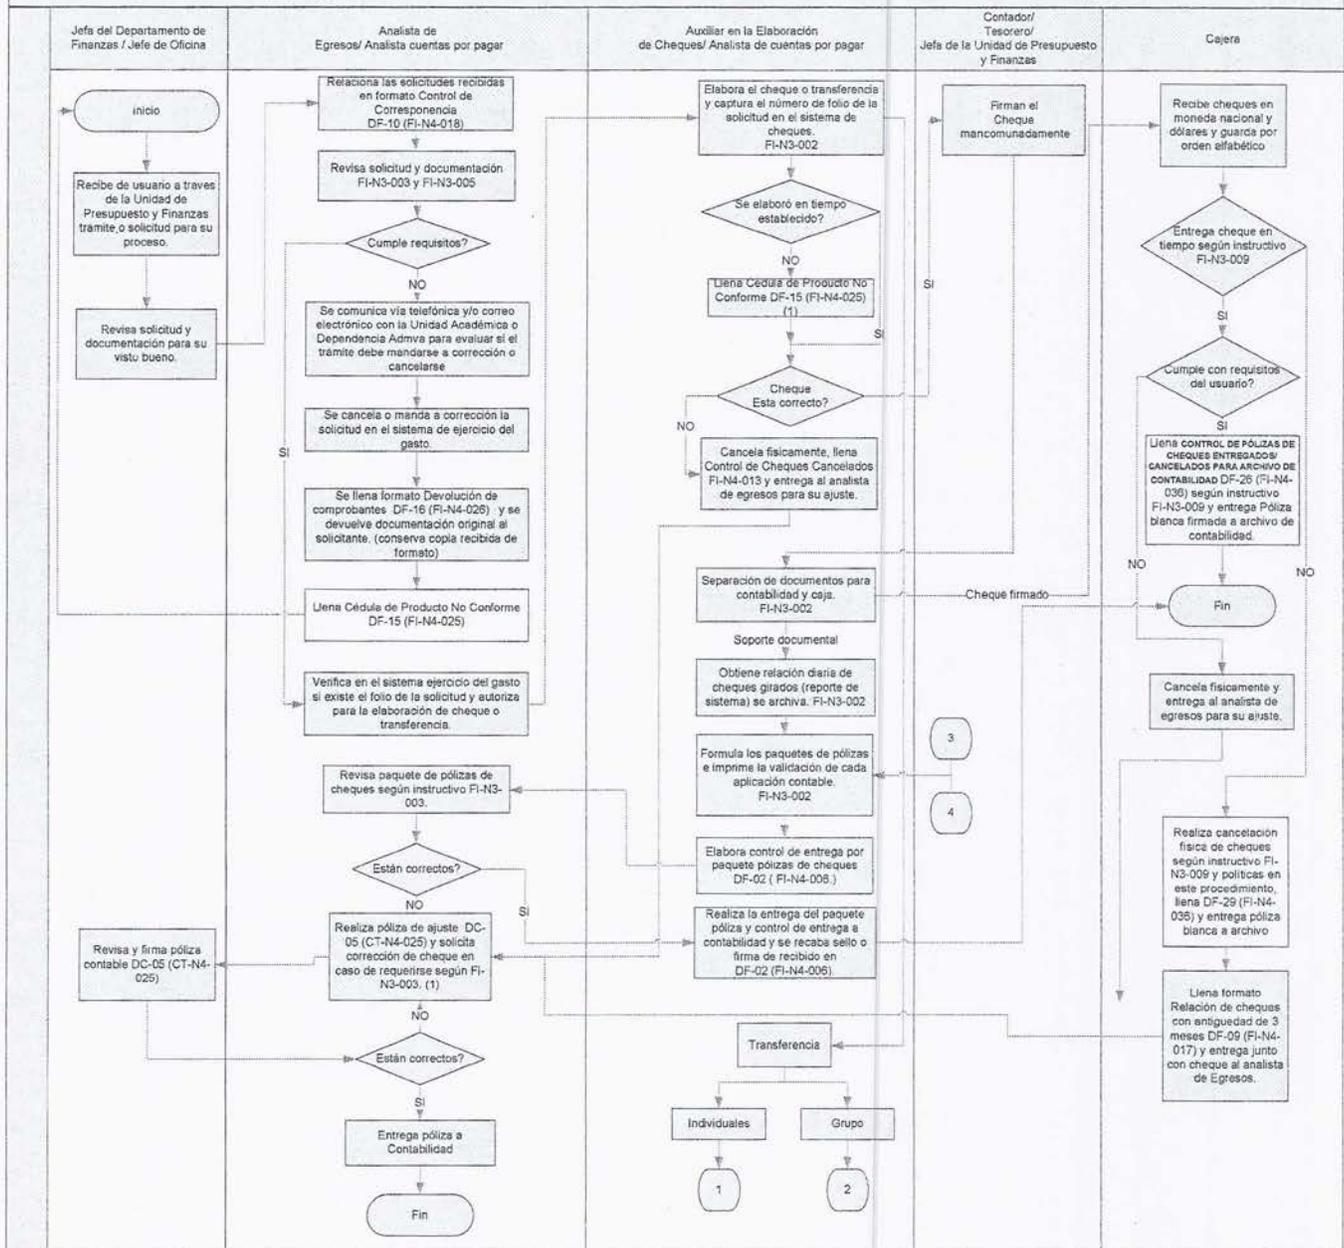 Jefa del Departamento de
Finanzas / Jefe de Oficina
Analista de
Egresos/ Analista cuentas por pagar
Auxiliar en la Elaboración
de Cheques/ Analista de cuentas por pagar
Contador/
Tesorero/
Jefa de la Unidad de Presupuesto
y Finanzas
Cajera
inicio
Recibe de usuario a traves
de la Unidad de
Presupuesto y Finanzas
tramite,o solicitud para su
proceso.
Revisa solicitud y
documentación para su
visto bueno.
Revisa y firma póliza
contable DC-05 (CT-N4-
025)
Relaciona las solicitudes recibidas
en formato Control de
Corresponencia
DF-10 (FI-N4-018)
Revisa solicitud y documentación
FI-N3-003 y FI-N3-005
Cumple requisitos?
NO
SI
Se comunica vía telefónica y/o correo
electrónico con la Unidad Académica o
Dependencia Admva para evaluar si el
trámite debe mandarse a corrección o
cancelarse
Se cancela o manda a corrección la
solicitud en el sistema de ejercicio del
gasto.
Se llena formato Devolución de
comprobantes DF-16 (FI-N4-026) y se
devuelve documentación original al
solicitante. (conserva copia recibida de
formato)
Llena Cédula de Producto No Conforme
DF-15 (FI-N4-025)
Verifica en el sistema ejercicio del gasto
si existe el folio de la solicitud y autoriza
para la elaboración de cheque o
transferencia.
Revisa paquete de pólizas de
cheques según instructivo FI-N3-
003.
Están correctos?
NO
SI
Realiza póliza de ajuste DC-
05 (CT-N4-025) y solicita
corrección de cheque en
caso de requerirse según FI-
N3-003. (1)
NO
Están correctos?
SI
Entrega póliza a
Contabilidad
Fin
Elabora el cheque o transferencia
y captura el número de folio de la
solicitud en el sistema de
cheques.
FI-N3-002
Se elaboró en tiempo
establecido?
NO
Llena Cédula de Producto No
Conforme DF-15 (FI-N4-025)
(1)
SI
Cheque
Esta correcto?
NO
SI
Cancela fisicamente, llena
Control de Cheques Cancelados
FI-N4-013 y entrega al analista
de egresos para su ajuste.
Separación de documentos para
contabilidad y caja.
FI-N3-002
Soporte documental
Obtiene relación diaria de
cheques girados (reporte de
sistema) se archiva. FI-N3-002
Formula los paquetes de pólizas
e imprime la validación de cada
aplicación contable.
FI-N3-002
Elabora control de entrega por
paquete pólizas de cheques
DF-02 ( FI-N4-006.)
Realiza la entrega del paquete
póliza y control de entrega a
contabilidad y se recaba sello o
firma de recibido en
DF-02 (FI-N4-006).
Transferencia
Individuales
Grupo
1
2
Firman el
Cheque
mancomunadamente
Cheque firmado
3
4
Recibe cheques en
moneda nacional y
dólares y guarda por
orden alfabético
Entrega cheque en
tiempo según instructivo
FI-N3-009
SI
Cumple con requisitos
del usuario?
SI
Llena CONTROL DE PÓLIZAS DE
CHEQUES ENTREGADOS/
CANCELADOS PARA ARCHIVO DE
CONTABILIDAD DF-26 (FI-N4-
036) según instructivo
FI-N3-009 y entrega Póliza
blanca firmada a archivo de
contabilidad.
NO
NO
Fin
Cancela fisicamente y
entrega al analista de
egresos para su ajuste.
Realiza cancelación
fisica de cheques
según instructivo FI-
N3-009 y políticas en
este procedimiento,
llena DF-29 (FI-N4-
036) y entrega póliza
blanca a archivo
Llena formato
Relación de cheques
con antiguedad de 3
meses DF-09 (FI-N4-
017) y entrega junto
con cheque al analista
de Egresos.